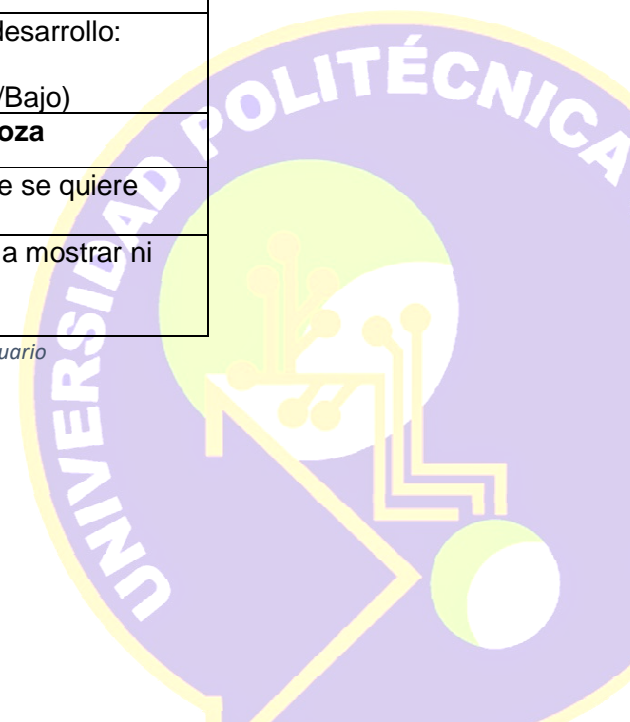 desarrollo:
/Bajo)
oza
e se quiere
a mostrar ni
uario
UNIVERSIDAD POLITÉCNICA